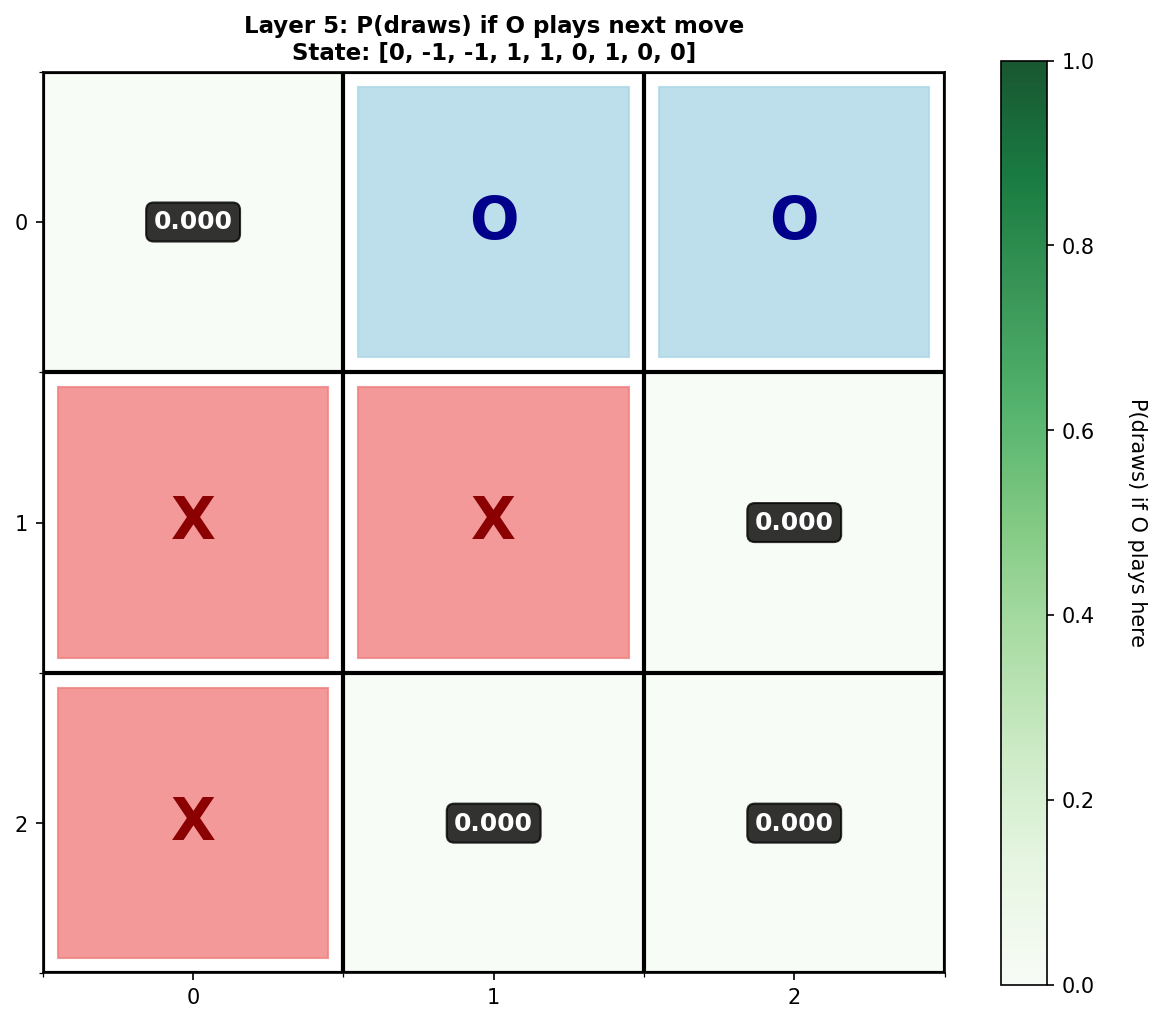 Layer 5: P(draws) if O plays next move
State: [0, -1, -1, 1, 1, 0, 1, 0, 0]
0
0.000
O
O
1
X
X
0.000
2
X
0.000
0.000
0
1
2
1.0
0.8
0.6
0.4
0.2
0.0
P(draws) if O plays here